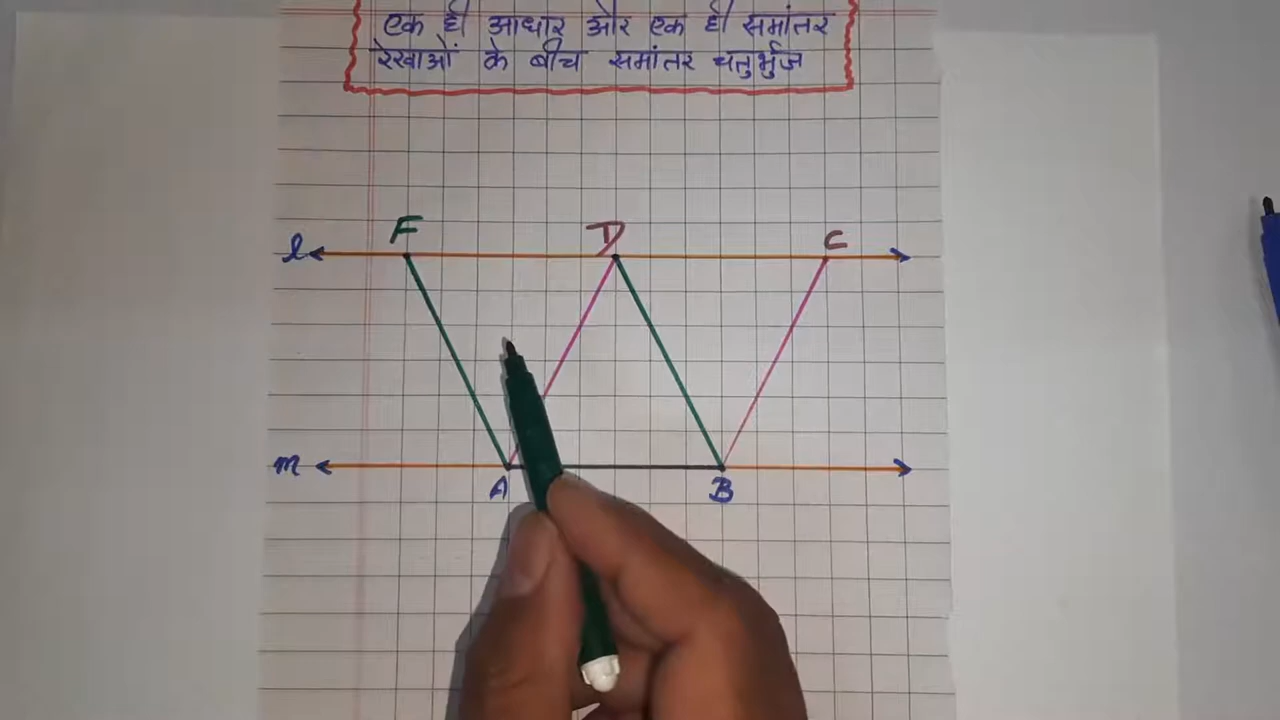 एक ही आधार और एक ही समांतर
रेखाओं के बीच समांतर चतुर्भुज
F D C
l
m
A B